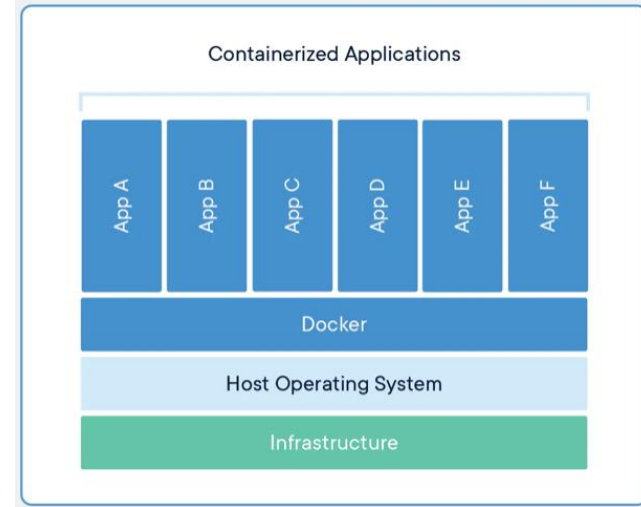 Containerized Applications
App A
App B
App C
App D
App E
App F
Docker
Host Operating System
Infrastructure